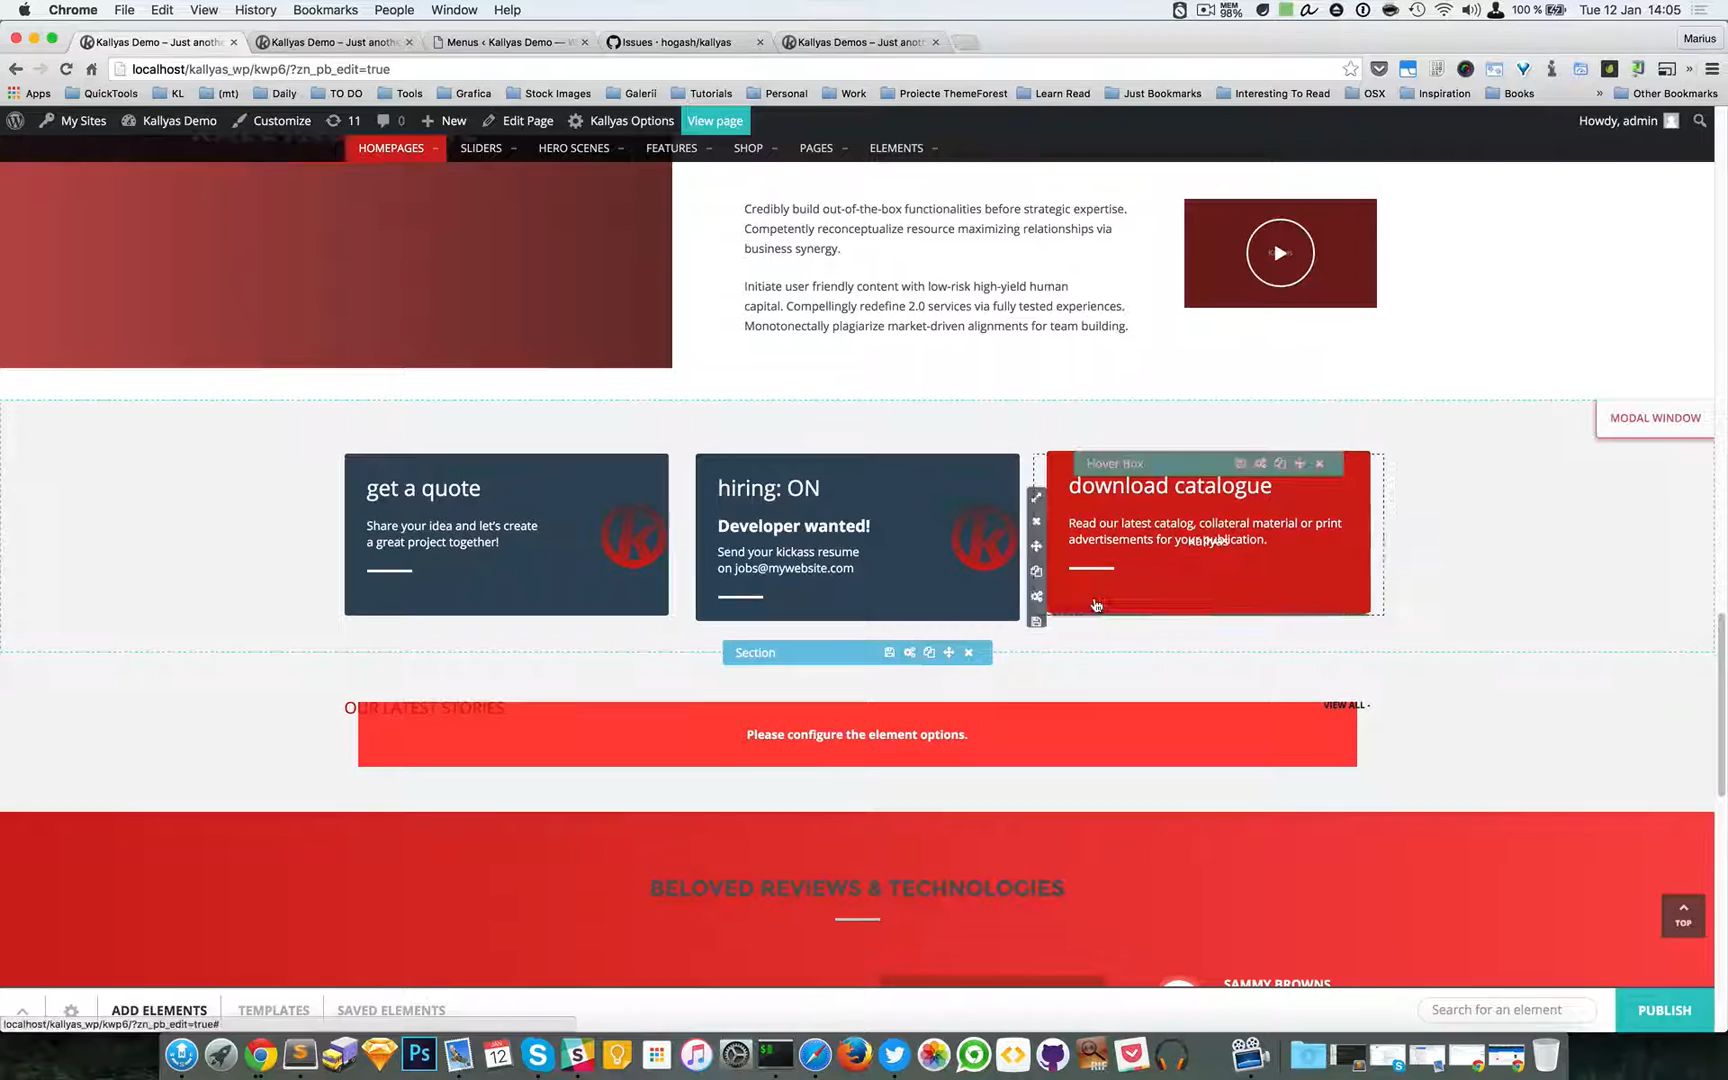 Chrome File Edit View History Bookmarks People Window Help
MEM 98% 100 % Tue 12 Jan 14:05
Kallyas Demo – Just anothe
Kallyas Demo – Just anothe
Menus ‹ Kallyas Demo —
Issues · hogash/kallyas
Kallyas Demos – Just anoth
Marius
localhost/kallyas_wp/kwp6/?zn_pb_edit=true
Apps QuickTools KL (mt) Daily TO DO Tools Grafica Stock Images Galerii Tutorials Personal Work Proiecte ThemeForest Learn Read Just Bookmarks Interesting To Read OSX Inspiration Books » Other Bookmarks
My Sites Kallyas Demo Customize 11 0 New Edit Page Kallyas Options View page Howdy, admin
HOMEPAGES SLIDERS HERO SCENES FEATURES SHOP PAGES ELEMENTS
Credibly build out-of-the-box functionalities before strategic expertise.
Competently reconceptualize resource maximizing relationships via
business synergy.
Initiate user friendly content with low-risk high-yield human
capital. Compellingly redefine 2.0 services via fully tested experiences.
Monotonectally plagiarize market-driven alignments for team building.
MODAL WINDOW
get a quote
Share your idea and let's create
a great project together!
hiring: ON
Developer wanted!
Send your kickass resume
on jobs@mywebsite.com
Hover Box
download catalogue
Read our latest catalog, collateral material or print
advertisements for your publication.
Kallyas
Section
OUR LATEST STORIES
VIEW ALL -
Please configure the element options.
BELOVED REVIEWS & TECHNOLOGIES
TOP
SAMMY BROWNS
ADD ELEMENTS TEMPLATES SAVED ELEMENTS
Search for an element
PUBLISH
localhost/kallyas_wp/kwp6/?zn_pb_edit=true#
Ps
12